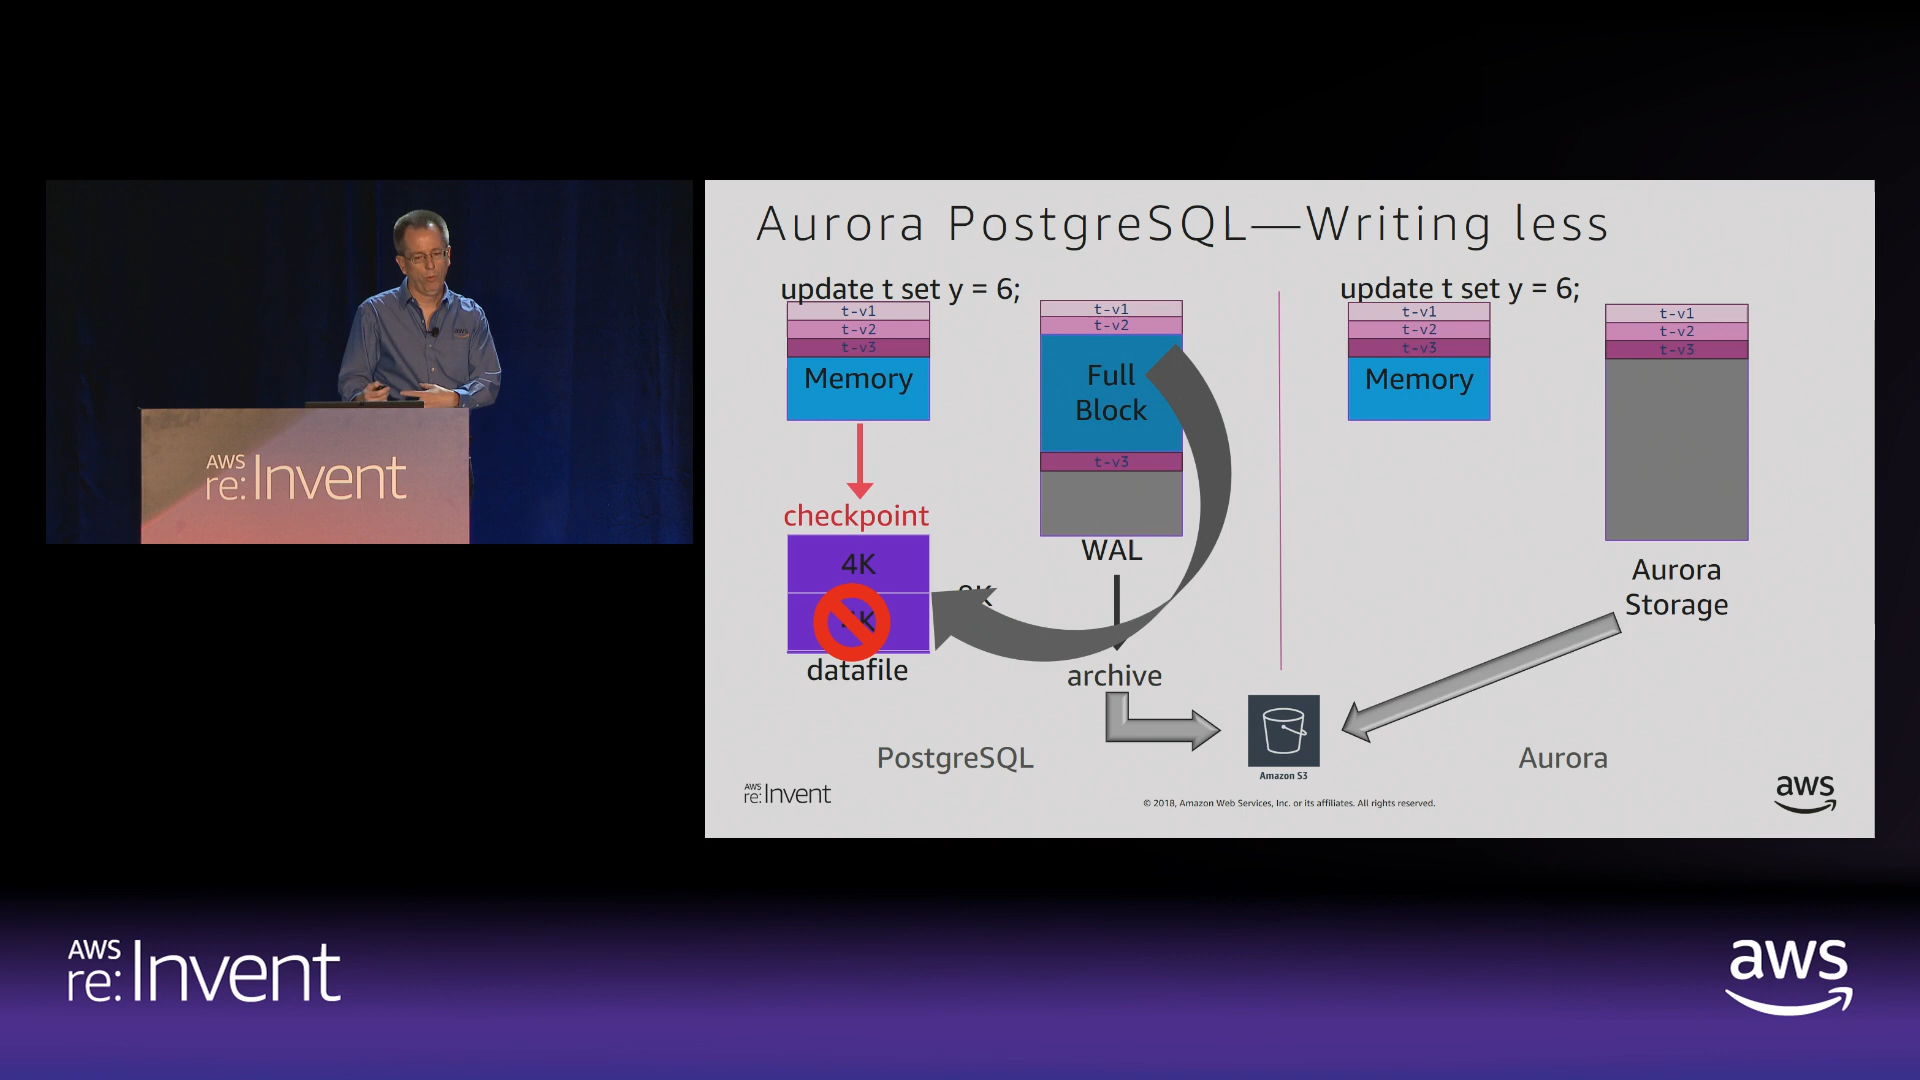 aws
AWS
re:Invent
Aurora PostgreSQL—Writing less
update t set y = 6;
t-v1
t-v2
t-v3
Memory
checkpoint
4K
datafile
t-v1
t-v2
Full
Block
t-v3
WAL
archive
PostgreSQL
update t set y = 6;
t-v1
t-v2
t-v3
Memory
t-v1
t-v2
t-v3
Aurora
Storage
Aurora
Amazon S3
AWS
re:Invent
© 2018, Amazon Web Services, Inc. or its affiliates. All rights reserved.
aws
AWS
re:Invent
aws